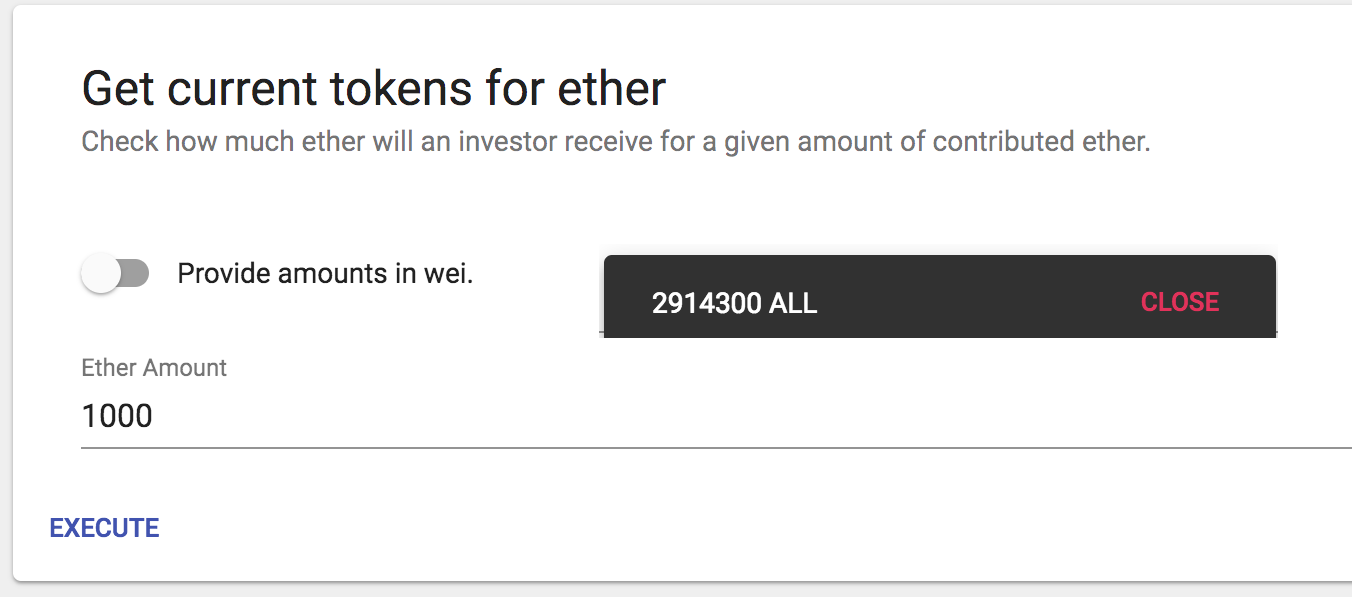 Get current tokens for ether
Check how much ether will an investor receive for a given amount of contributed ether.
Provide amounts in wei.
2914300 ALL
CLOSE
Ether Amount
1000
EXECUTE